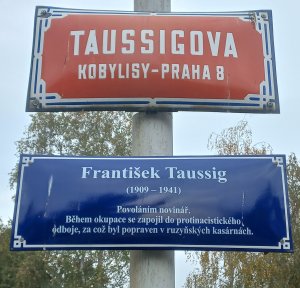 TAUSSIGOVA
KOBYLISY-PRAHA 8
František Taussig
(1909 – 1941)
Povoláním novinář.
Během okupace se zapojil do protinacistického
odboje, za což byl popraven v ruzyňských kasárnách.